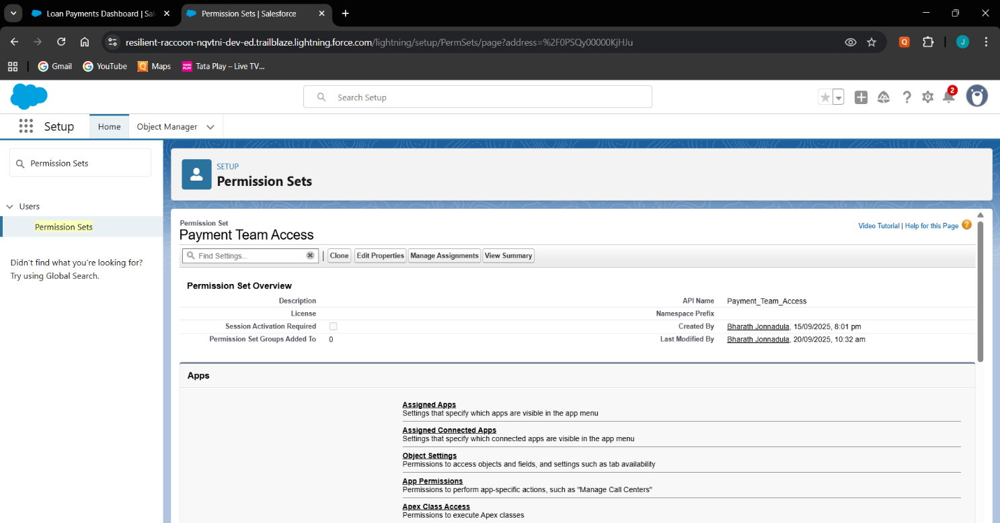 Loan Payments Dashboard | Sal
Permission Sets | Salesforce
resilient-raccoon-nqvtni-dev-ed.trailblaze.lightning.force.com/lightning/setup/PermSets/page?address=%2F0PSQy00000KjHJu
Q
J
Gmail
YouTube
Maps
TATA PLAY
Tata Play – Live TV...
Search Setup
2
Setup
Home
Object Manager
Permission Sets
Users
Permission Sets
Didn't find what you're looking for?
Try using Global Search.
SETUP
Permission Sets
Permission Set
Payment Team Access
Video Tutorial | Help for this Page ?
Find Settings... | Clone Edit Properties Manage Assignments View Summary
Permission Set Overview
Description API Name Payment_Team_Access
License Namespace Prefix
Session Activation Required Created By Bharath Jonnadula, 15/09/2025, 8:01 pm
Permission Set Groups Added To 0 Last Modified By Bharath Jonnadula, 20/09/2025, 10:32 am
Apps
Assigned Apps
Settings that specify which apps are visible in the app menu
Assigned Connected Apps
Settings that specify which connected apps are visible in the app menu
Object Settings
Permissions to access objects and fields, and settings such as tab availability
App Permissions
Permissions to perform app-specific actions, such as "Manage Call Centers"
Apex Class Access
Permissions to execute Apex classes